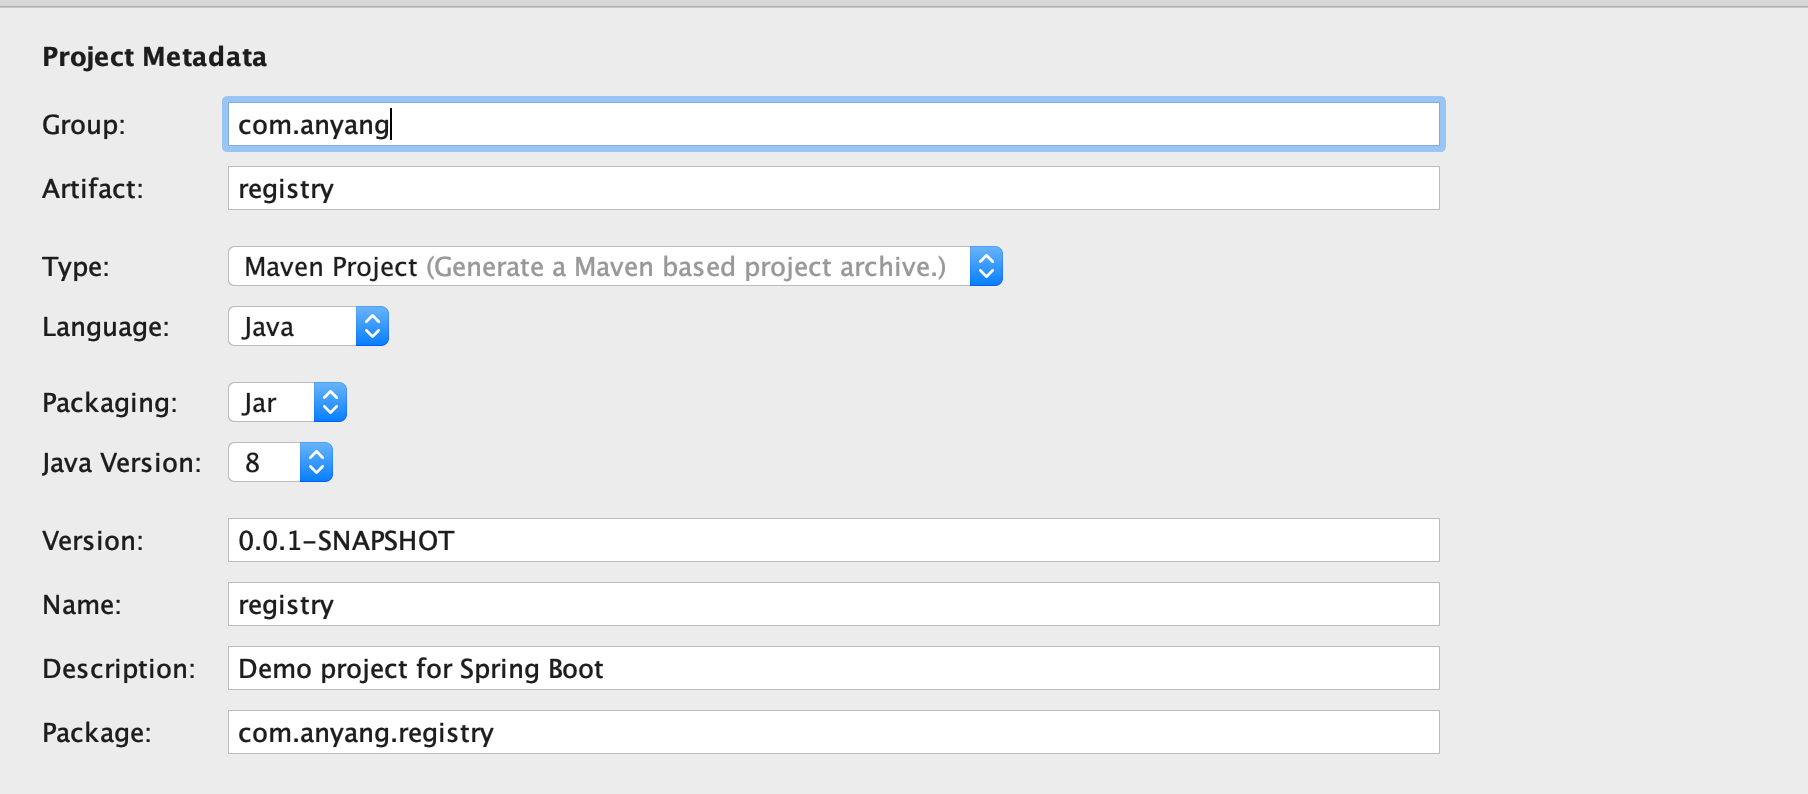 Project Metadata
Group: com.anyang
Artifact: registry
Type: Maven Project (Generate a Maven based project archive.)
Language: Java
Packaging: Jar
Java Version: 8
Version: 0.0.1-SNAPSHOT
Name: registry
Description: Demo project for Spring Boot
Package: com.anyang.registry